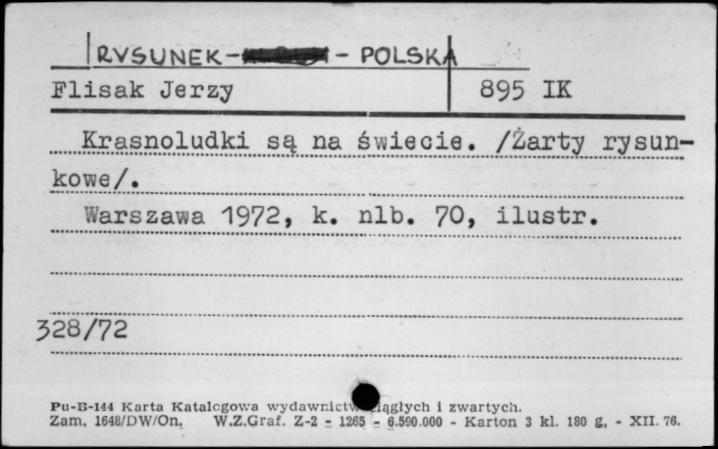 RYSUNEK - - POLSKA
Flisak Jerzy 895 IK
Krasnoludki są na świecie. /Żarty rysun-
kowe/.
Warszawa 1972, k. nlb. 70, ilustr.
328/72
Pu-B-144 Karta Katalogowa wydawnictw ciągłych i zwartych.
Zam. 1648/DW/On. W.Z.Graf. Z-2 - 1265 - 6.590.000 - Karton 3 kl. 180 g. - XII. 76.